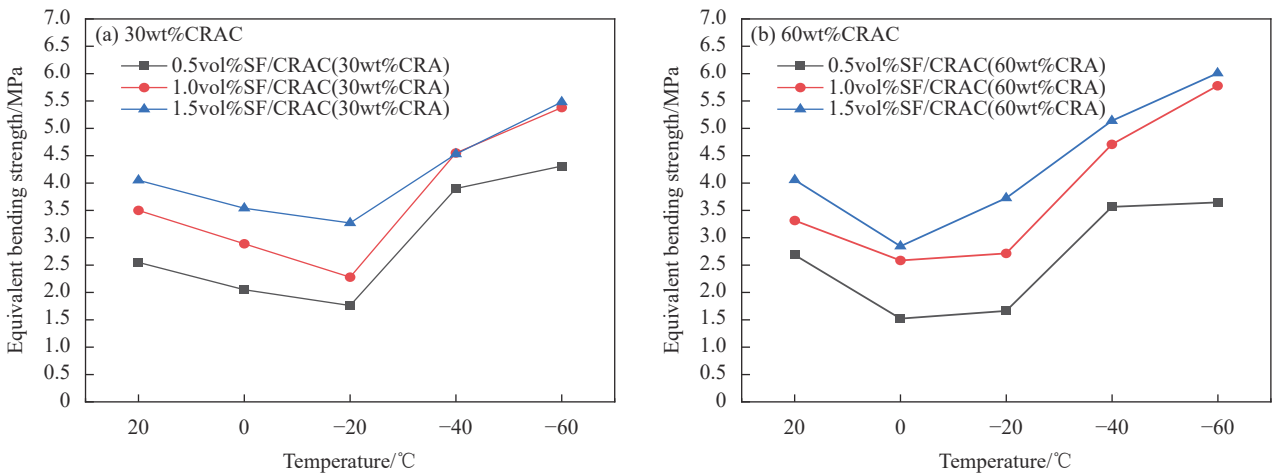 (a) 30wt%CRAC
0.5vol%SF/CRAC(30wt%CRA)
1.0vol%SF/CRAC(30wt%CRA)
1.5vol%SF/CRAC(30wt%CRA)
Equivalent bending strength/MPa
7.0
6.5
6.0
5.5
5.0
4.5
4.0
3.5
3.0
2.5
2.0
1.5
1.0
0.5
0
20 0 −20 −40 −60
Temperature/℃
(b) 60wt%CRAC
0.5vol%SF/CRAC(60wt%CRA)
1.0vol%SF/CRAC(60wt%CRA)
1.5vol%SF/CRAC(60wt%CRA)
Equivalent bending strength/MPa
7.0
6.5
6.0
5.5
5.0
4.5
4.0
3.5
3.0
2.5
2.0
1.5
1.0
0.5
0
20 0 −20 −40 −60
Temperature/℃